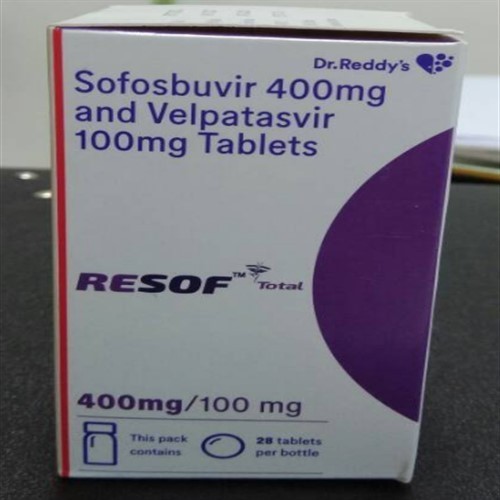 Dr.Reddy's
Sofosbuvir 400mg
and Velpatasvir
100mg Tablets
RESOF™ Total
400mg/100 mg
This pack
contains
28 tablets
per bottle